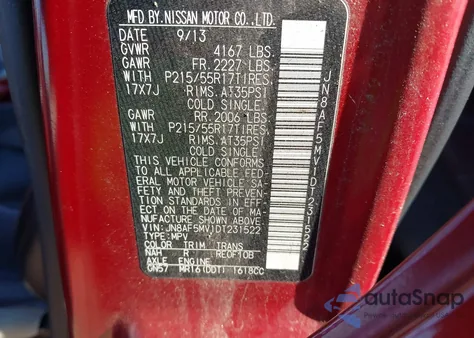 MFD.BY.NISSAN MOTOR CO.,LTD.
DATE 9/13
GVWR 4167 LBS.
GAWR FR. 2227 LBS.
WITH P215/55R17TIRES,
17X7J RIMS,AT35PSI
COLD SINGLE.
GAWR RR. 2006 LBS.
WITH P215/55R17TIRES,
17X7J RIMS,AT35PSI
COLD SINGLE.
THIS VEHICLE CONFORMS
TO ALL APPLICABLE FED-
ERAL MOTOR VEHICLE SA-
FETY AND THEFT PREVEN-
TION STANDARDS IN EFF-
ECT ON THE DATE OF MA-
NUFACTURE SHOWN ABOVE
VIN:JN8AF5MV1DT231522
TYPE:MPV
COLOR TRIM TRANS
NAH R RE0F10B
AXLE ENGINE
GN57 MR16(DDT) 1618CC
JN8AF5MV1DT231522
autoSnap